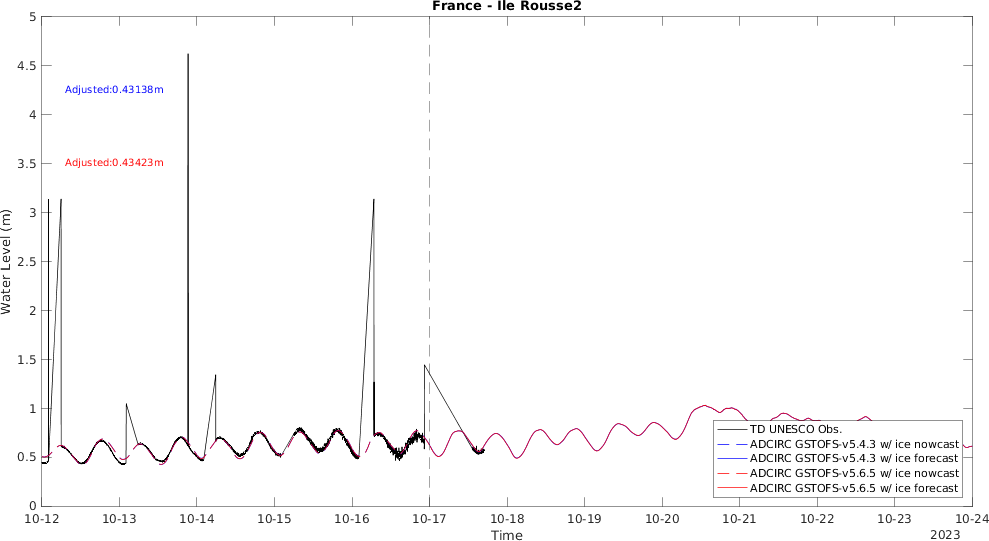 France - Ile Rousse2
Water Level (m)
5
4.5
4
3.5
3
2.5
2
1.5
1
0.5
0
Adjusted:0.43138m
Adjusted:0.43423m
TD UNESCO Obs.
ADCIRC GSTOFS-v5.4.3 w/ ice nowcast
ADCIRC GSTOFS-v5.4.3 w/ ice forecast
ADCIRC GSTOFS-v5.6.5 w/ ice nowcast
ADCIRC GSTOFS-v5.6.5 w/ ice forecast
10-12 10-13 10-14 10-15 10-16 10-17 10-18 10-19 10-20 10-21 10-22 10-23 10-24
Time
2023